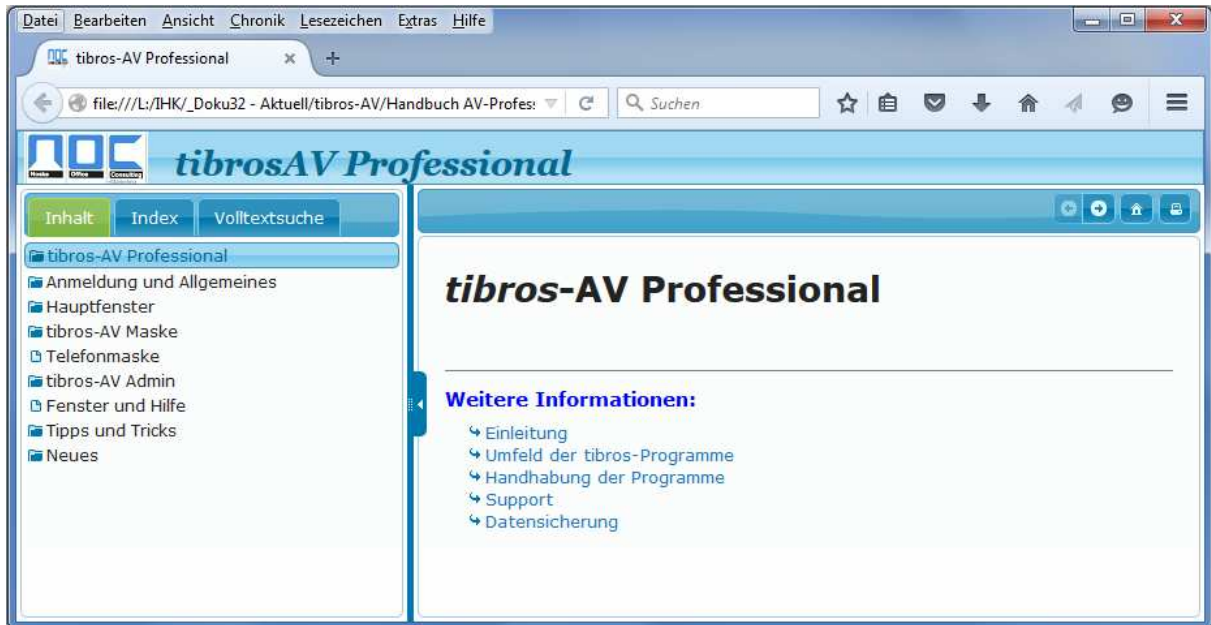 Datei Bearbeiten Ansicht Chronik Lesezeichen Extras Hilfe
tibros-AV Professional
file:///L:/IHK/_Doku32 - Aktuell/tibros-AV/Handbuch AV-Profes: Suchen
tibrosAV Professional
Inhalt Index Volltextsuche
tibros-AV Professional
Anmeldung und Allgemeines
Hauptfenster
tibros-AV Maske
Telefonmaske
tibros-AV Admin
Fenster und Hilfe
Tipps und Tricks
Neues
tibros-AV Professional
Weitere Informationen:
Einleitung
Umfeld der tibros-Programme
Handhabung der Programme
Support
Datensicherung